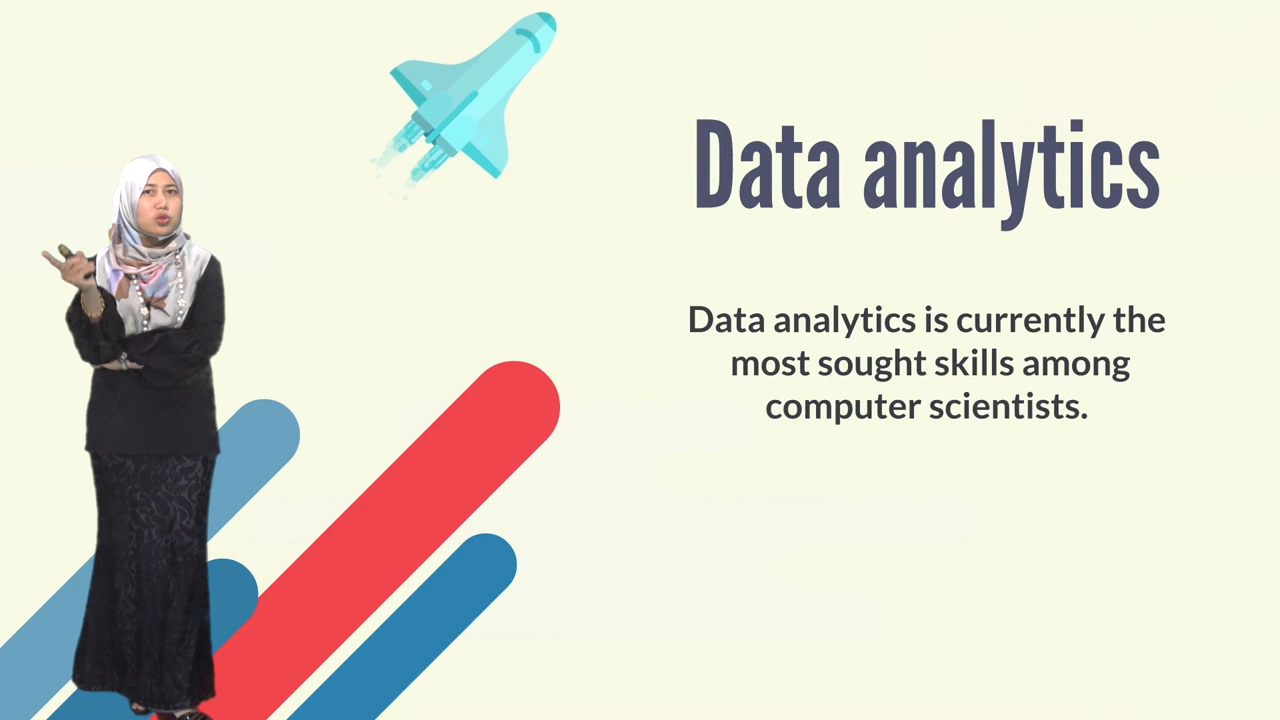 Data analytics
Data analytics is currently the
most sought skills among
computer scientists.